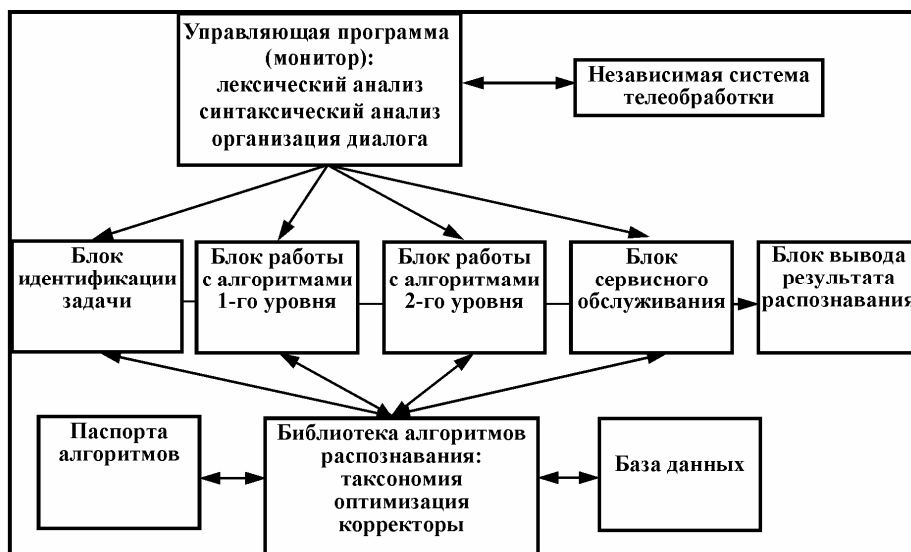 Управляющая программа
(монитор):
лексический анализ
синтаксический анализ
организация диалога
Независимая система
телеобработки
Блок
идентификации
задачи
Блок работы
с алгоритмами
1-го уровня
Блок работы
с алгоритмами
2-го уровня
Блок
сервисного
обслуживания
Блок вывода
результата
распознавания
Паспорта
алгоритмов
Библиотека алгоритмов
распознавания:
таксономия
оптимизация
корректоры
База данных